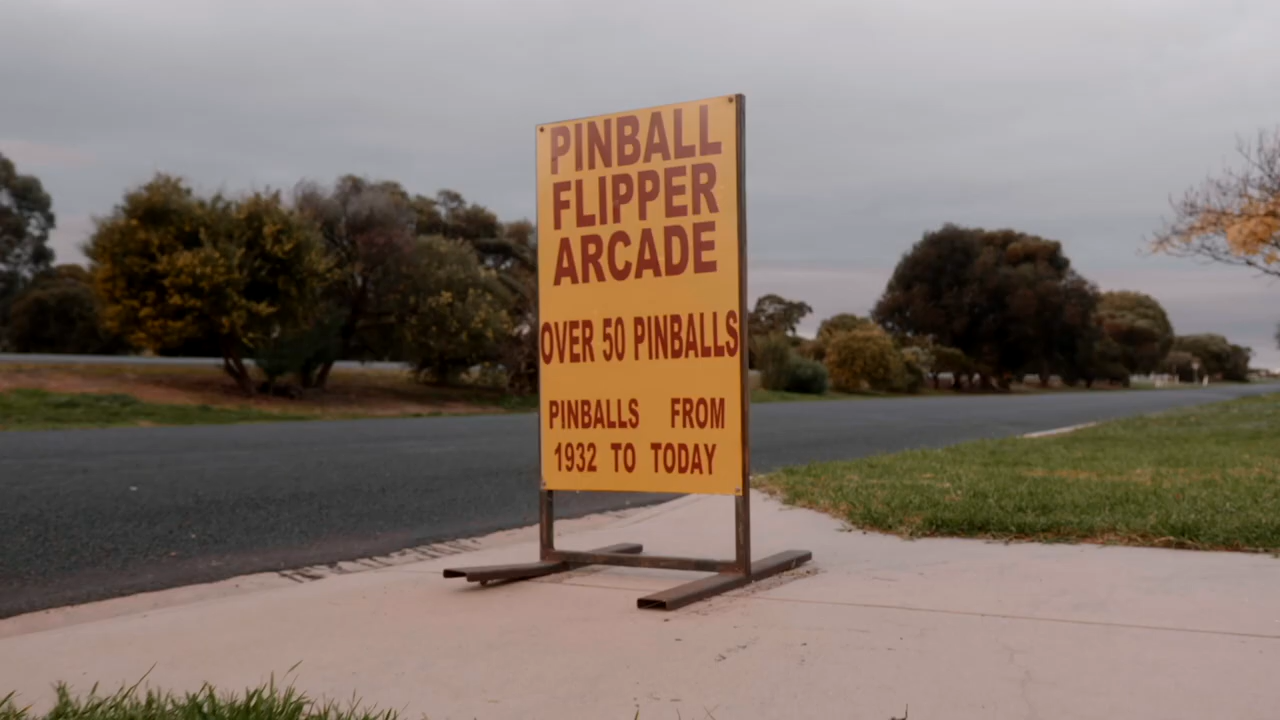 PINBALL
FLIPPER
ARCADE
OVER 50 PINBALLS
PINBALLS FROM
1932 TO TODAY